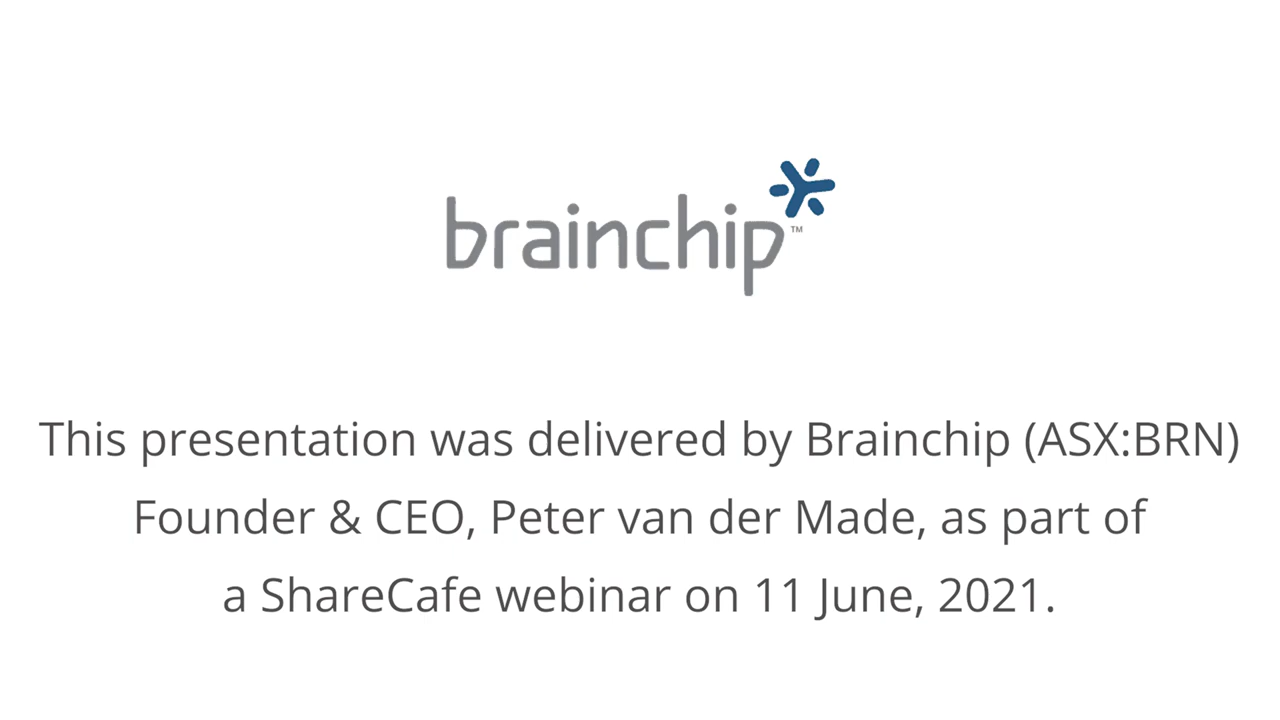 brainchip™
This presentation was delivered by Brainchip (ASX:BRN)
Founder & CEO, Peter van der Made, as part of
a ShareCafe webinar on 11 June, 2021.